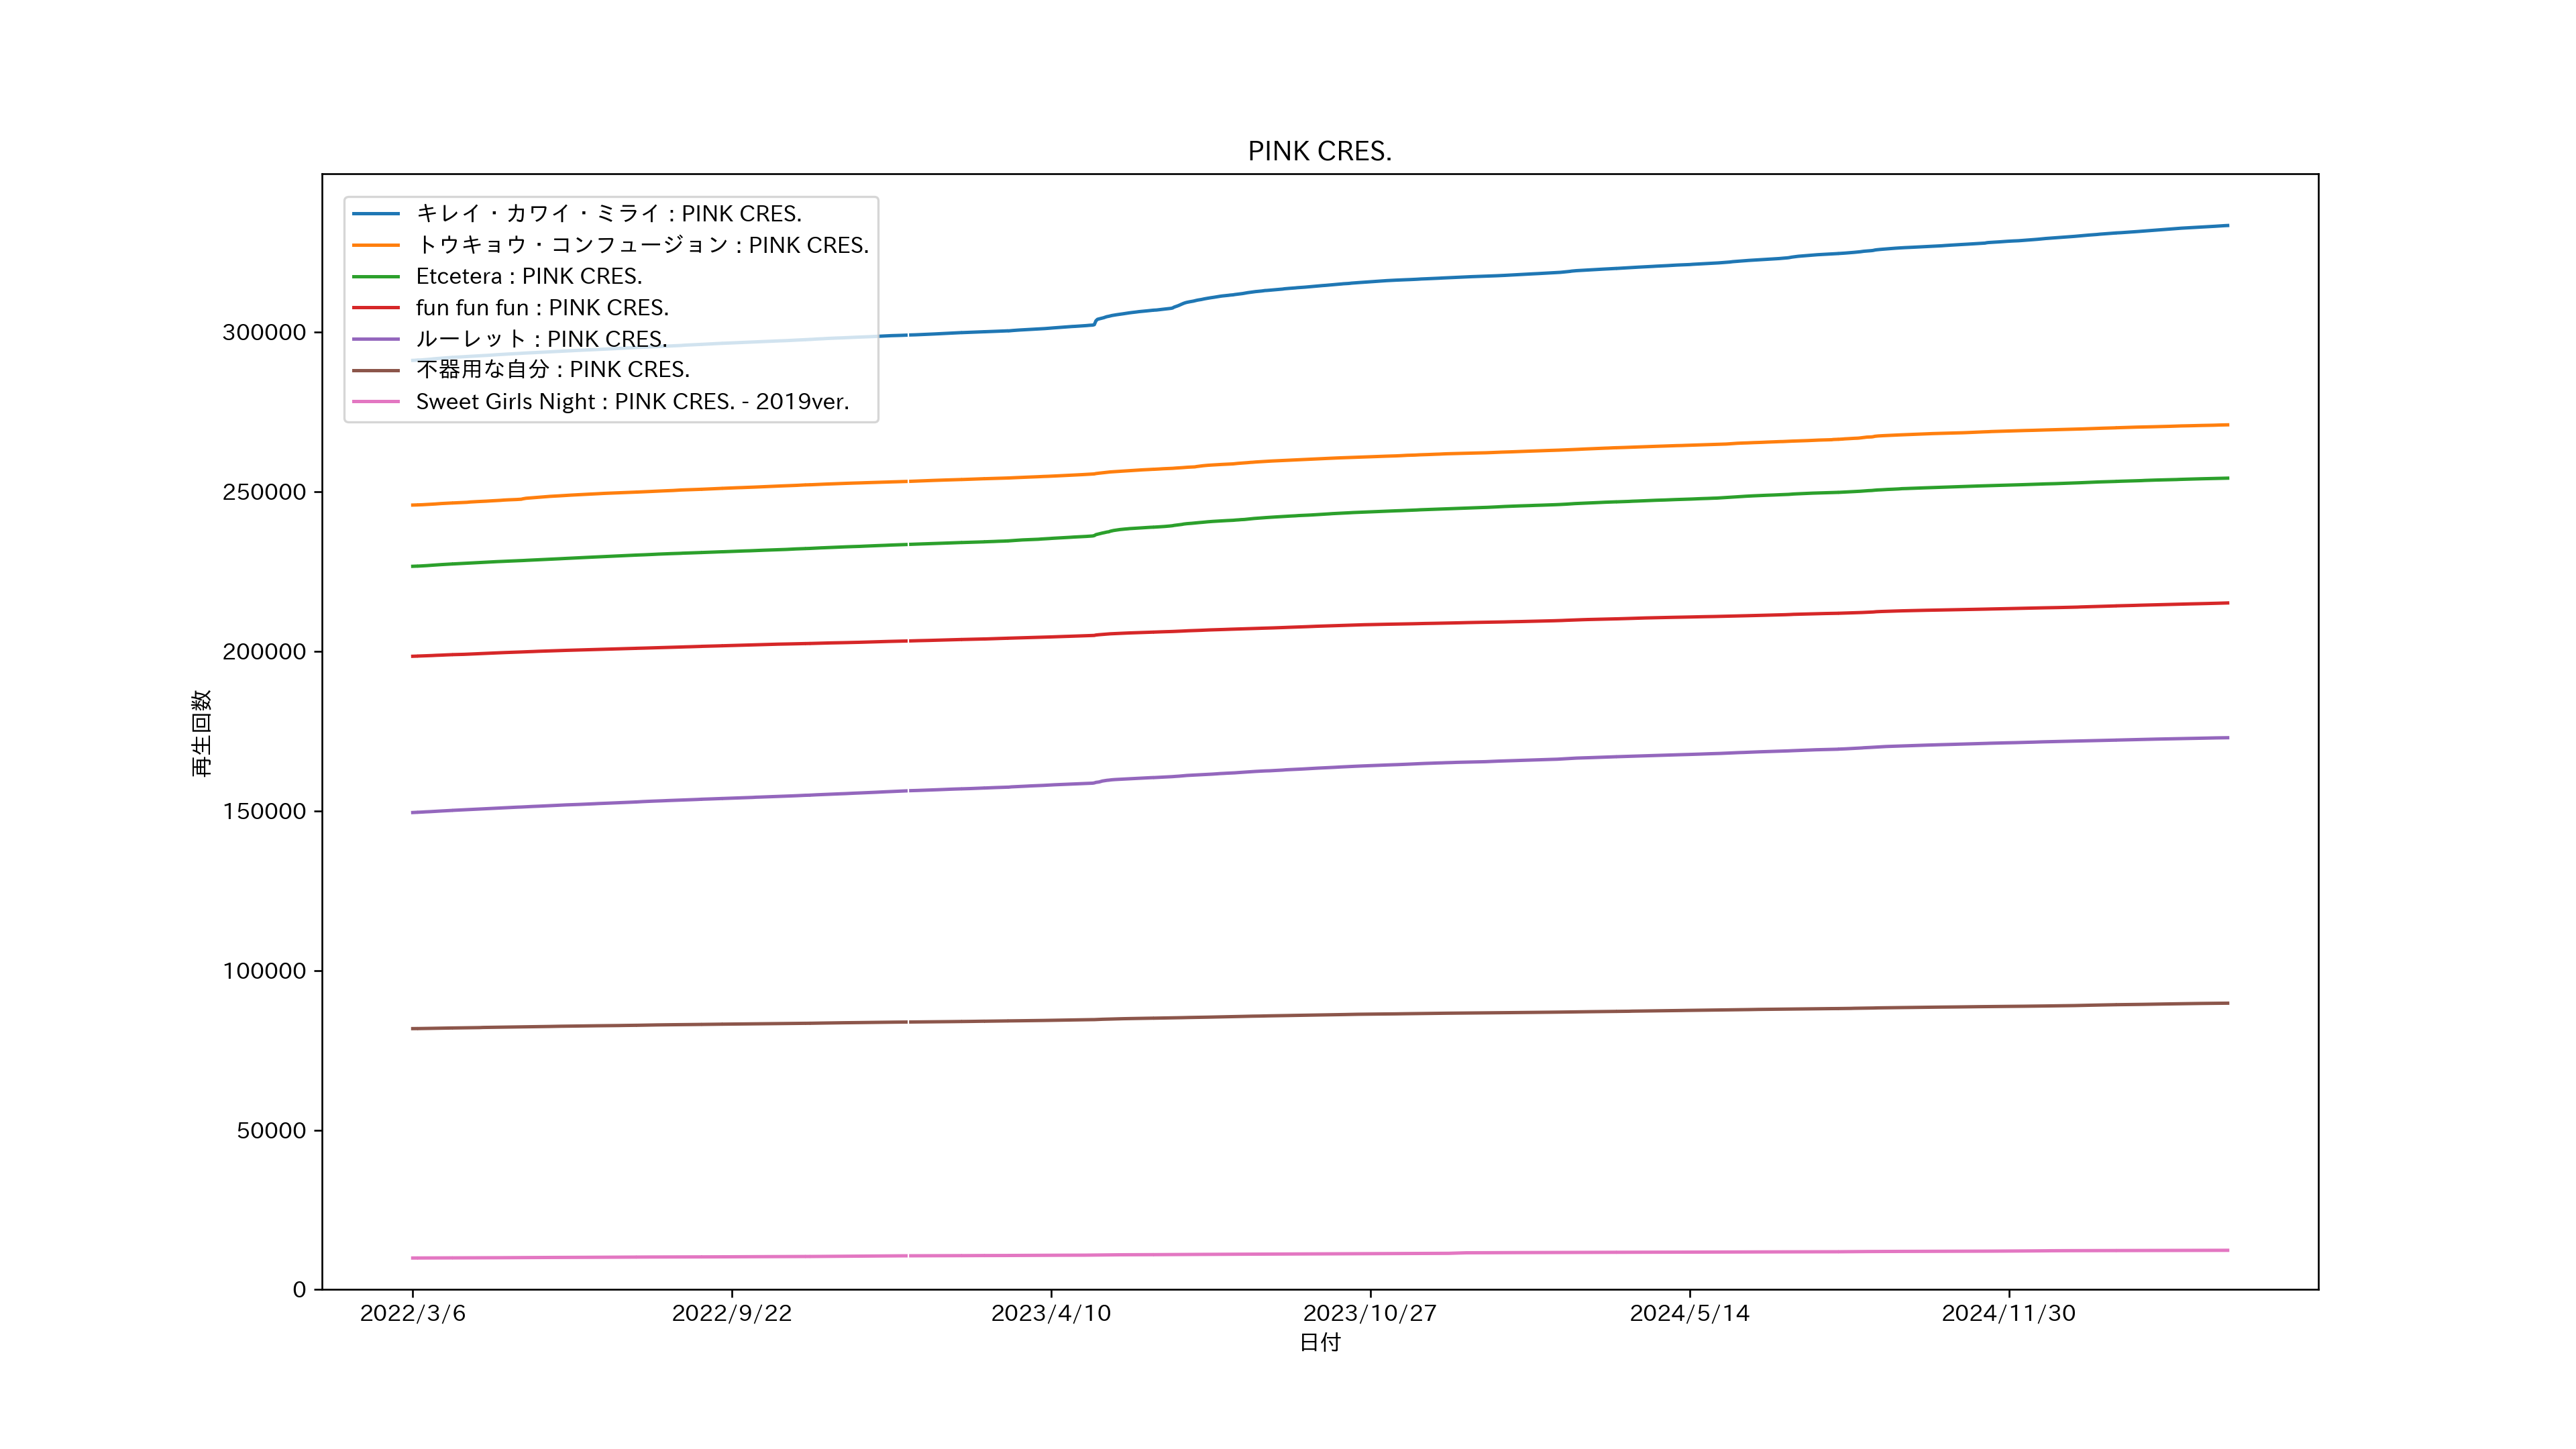 PINK CRES.
キレイ・カワイ・ミライ : PINK CRES.
トウキョウ・コンフュージョン : PINK CRES.
Etcetera : PINK CRES.
fun fun fun : PINK CRES.
ルーレット : PINK CRES.
不器用な自分 : PINK CRES.
Sweet Girls Night : PINK CRES. - 2019ver.
300000
250000
200000
150000
100000
50000
0
再生回数
2022/3/6
2022/9/22
2023/4/10
2023/10/27
2024/5/14
2024/11/30
日付